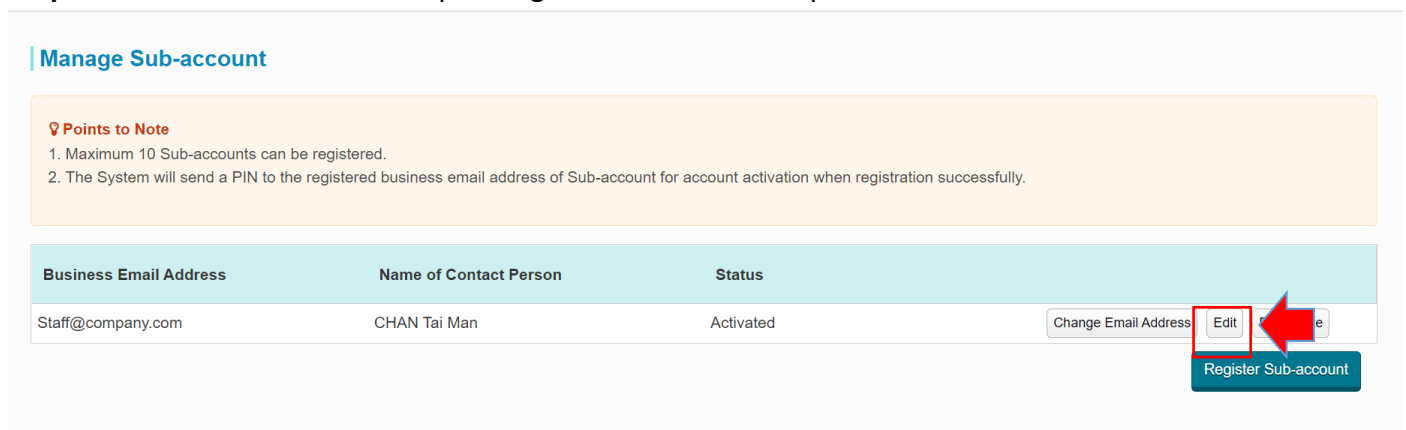 Manage Sub-account
Points to Note
1. Maximum 10 Sub-accounts can be registered.
2. The System will send a PIN to the registered business email address of Sub-account for account activation when registration successfully.
Business Email Address Name of Contact Person Status
Staff@company.com CHAN Tai Man Activated Change Email Address Edit
Register Sub-account